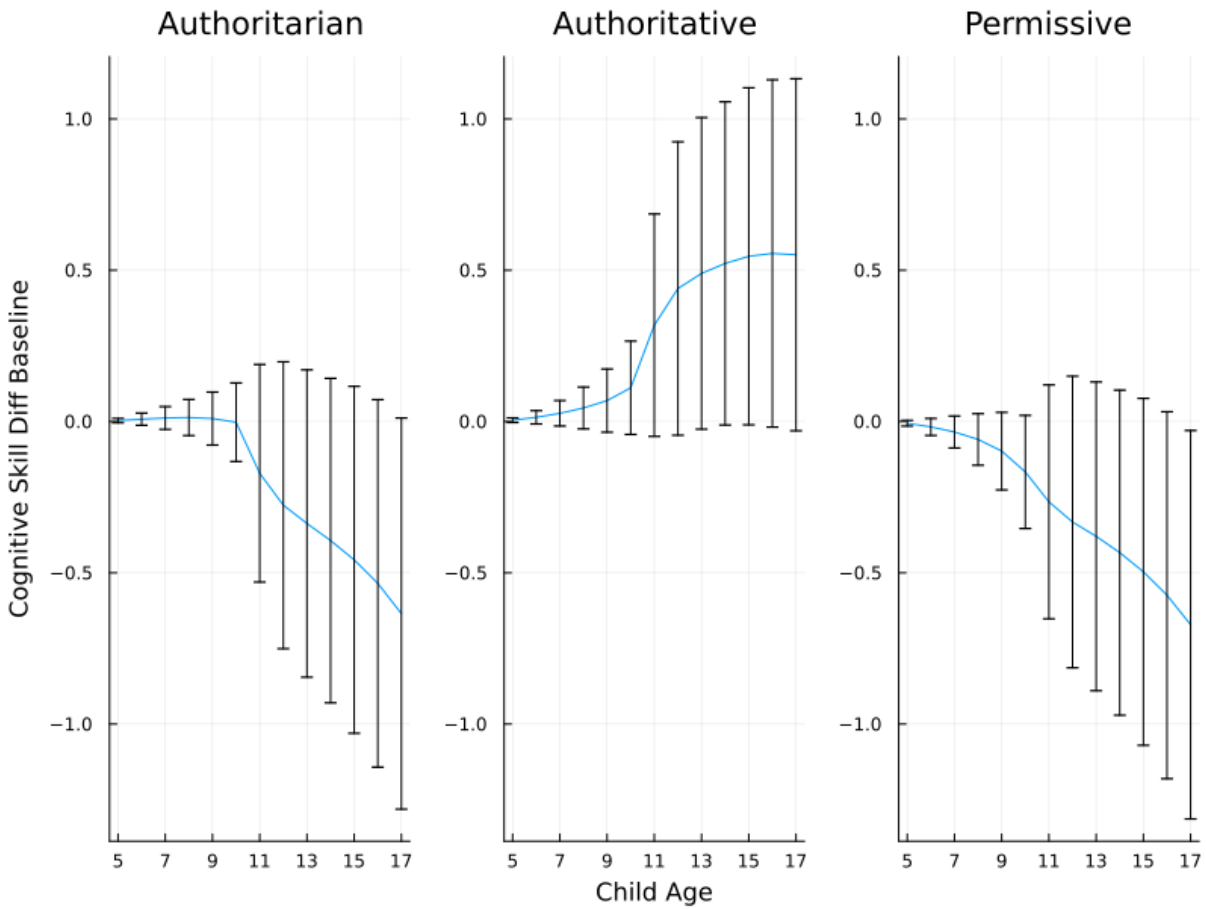 Authoritarian Authoritative Permissive
Cognitive Skill Diff Baseline
1.0 1.0 1.0
0.5 0.5 0.5
0.0 0.0 0.0
−0.5 −0.5 −0.5
−1.0 −1.0 −1.0
5 7 9 11 13 15 17 5 7 9 11 13 15 17 5 7 9 11 13 15 17
Child Age